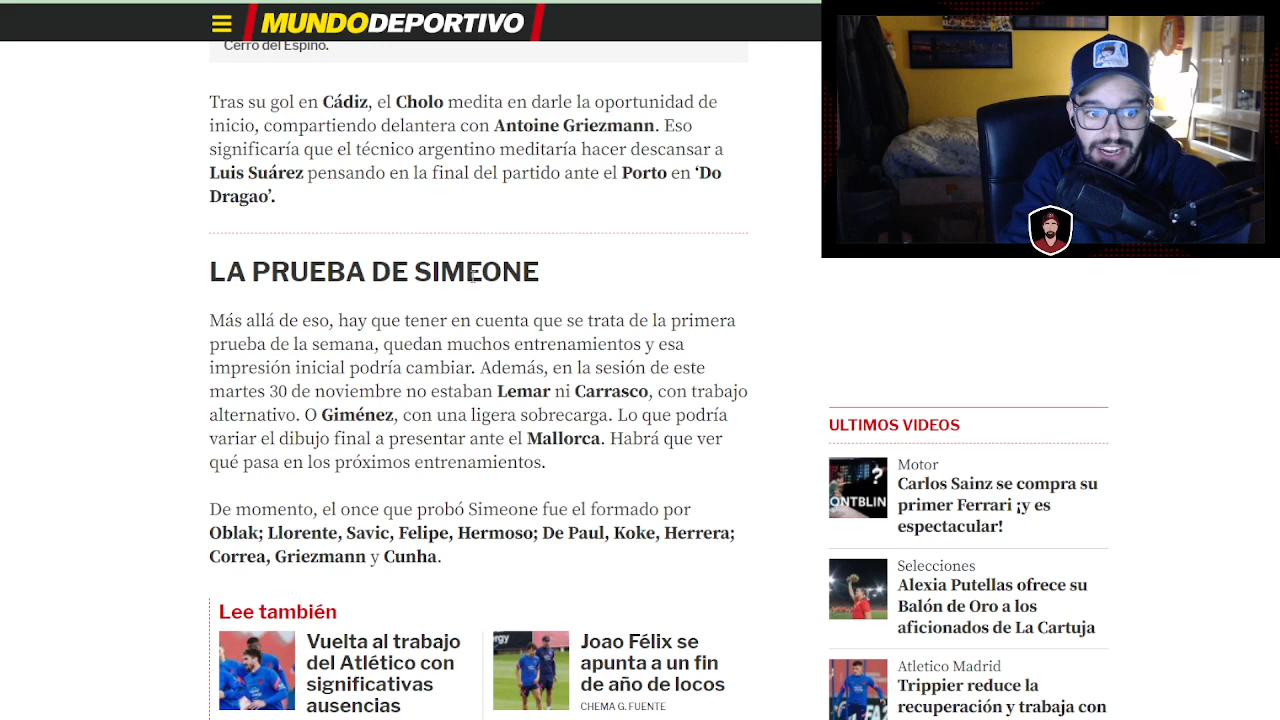 MUNDODEPORTIVO
Cerro del Espino.
Tras su gol en Cádiz, el Cholo medita en darle la oportunidad de
inicio, compartiendo delantera con Antoine Griezmann. Eso
significaría que el técnico argentino meditaría hacer descansar a
Luis Suárez pensando en la final del partido ante el Porto en ‘Do
Dragao’.
LA PRUEBA DE SIMEONE
Más allá de eso, hay que tener en cuenta que se trata de la primera
prueba de la semana, quedan muchos entrenamientos y esa
impresión inicial podría cambiar. Además, en la sesión de este
martes 30 de noviembre no estaban Lemar ni Carrasco, con trabajo
alternativo. O Giménez, con una ligera sobrecarga. Lo que podría
variar el dibujo final a presentar ante el Mallorca. Habrá que ver
qué pasa en los próximos entrenamientos.
De momento, el once que probó Simeone fue el formado por
Oblak; Llorente, Savic, Felipe, Hermoso; De Paul, Koke, Herrera;
Correa, Griezmann y Cunha.
Lee también
Vuelta al trabajo
del Atlético con
significativas
ausencias
Joao Félix se
apunta a un fin
de año de locos
CHEMA G. FUENTE
ULTIMOS VIDEOS
?
ONTBLIN
Motor
Carlos Sainz se compra su
primer Ferrari ¡y es
espectacular!
Selecciones
Alexia Putellas ofrece su
Balón de Oro a los
aficionados de La Cartuja
Atletico Madrid
Trippier reduce la
recuperación y trabaja con